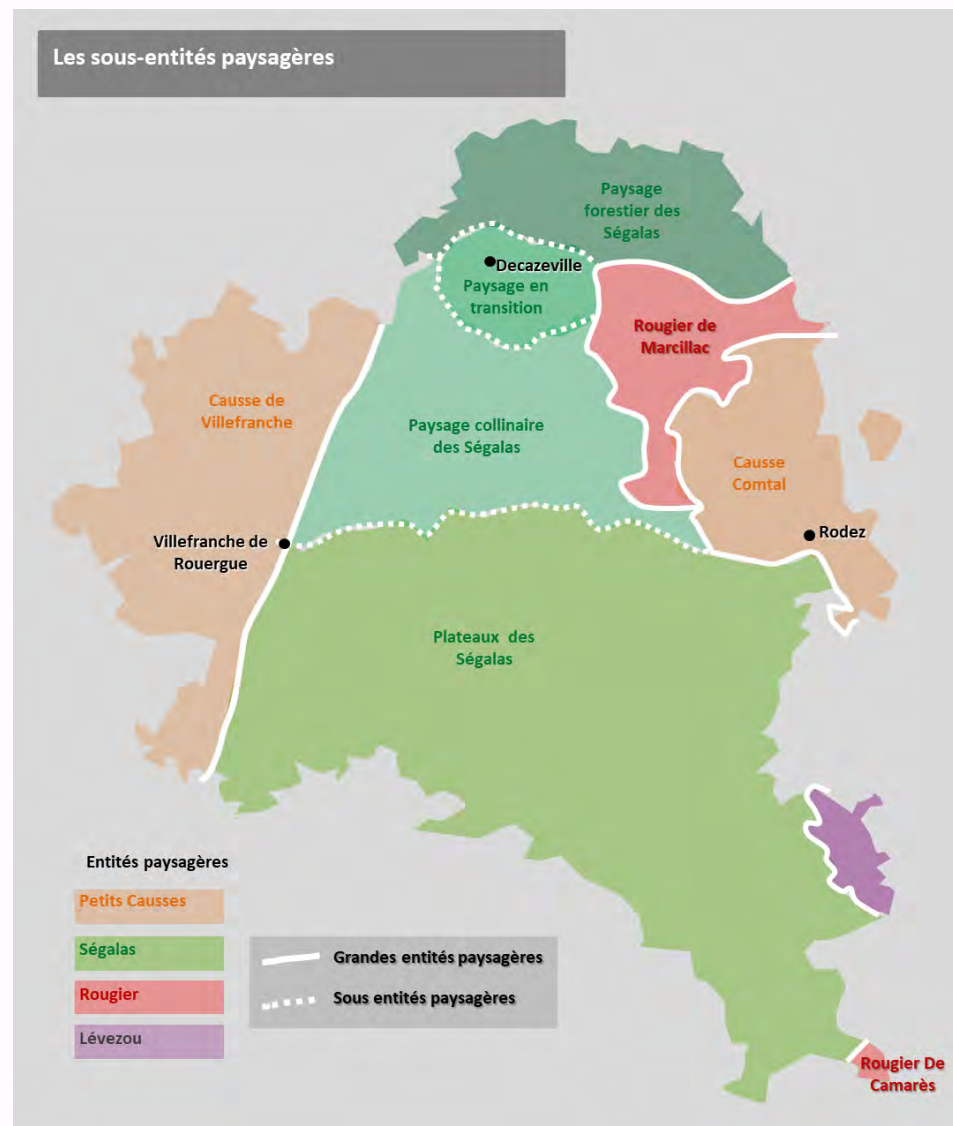 Les sous-entités paysagères
Paysage
forestier des
Ségalas
Decazeville
Paysage en
transition
Rougier de
Marcillac
Causse de
Villefranche
Paysage collinaire
des Ségalas
Causse
Comtal
Villefranche de
Rouergue
Rodez
Plateaux des
Ségalas
Entités paysagères
Petits Causses
Ségalas
Rougier
Lévezou
Grandes entités paysagères
Sous entités paysagères
Rougier De
Camarès